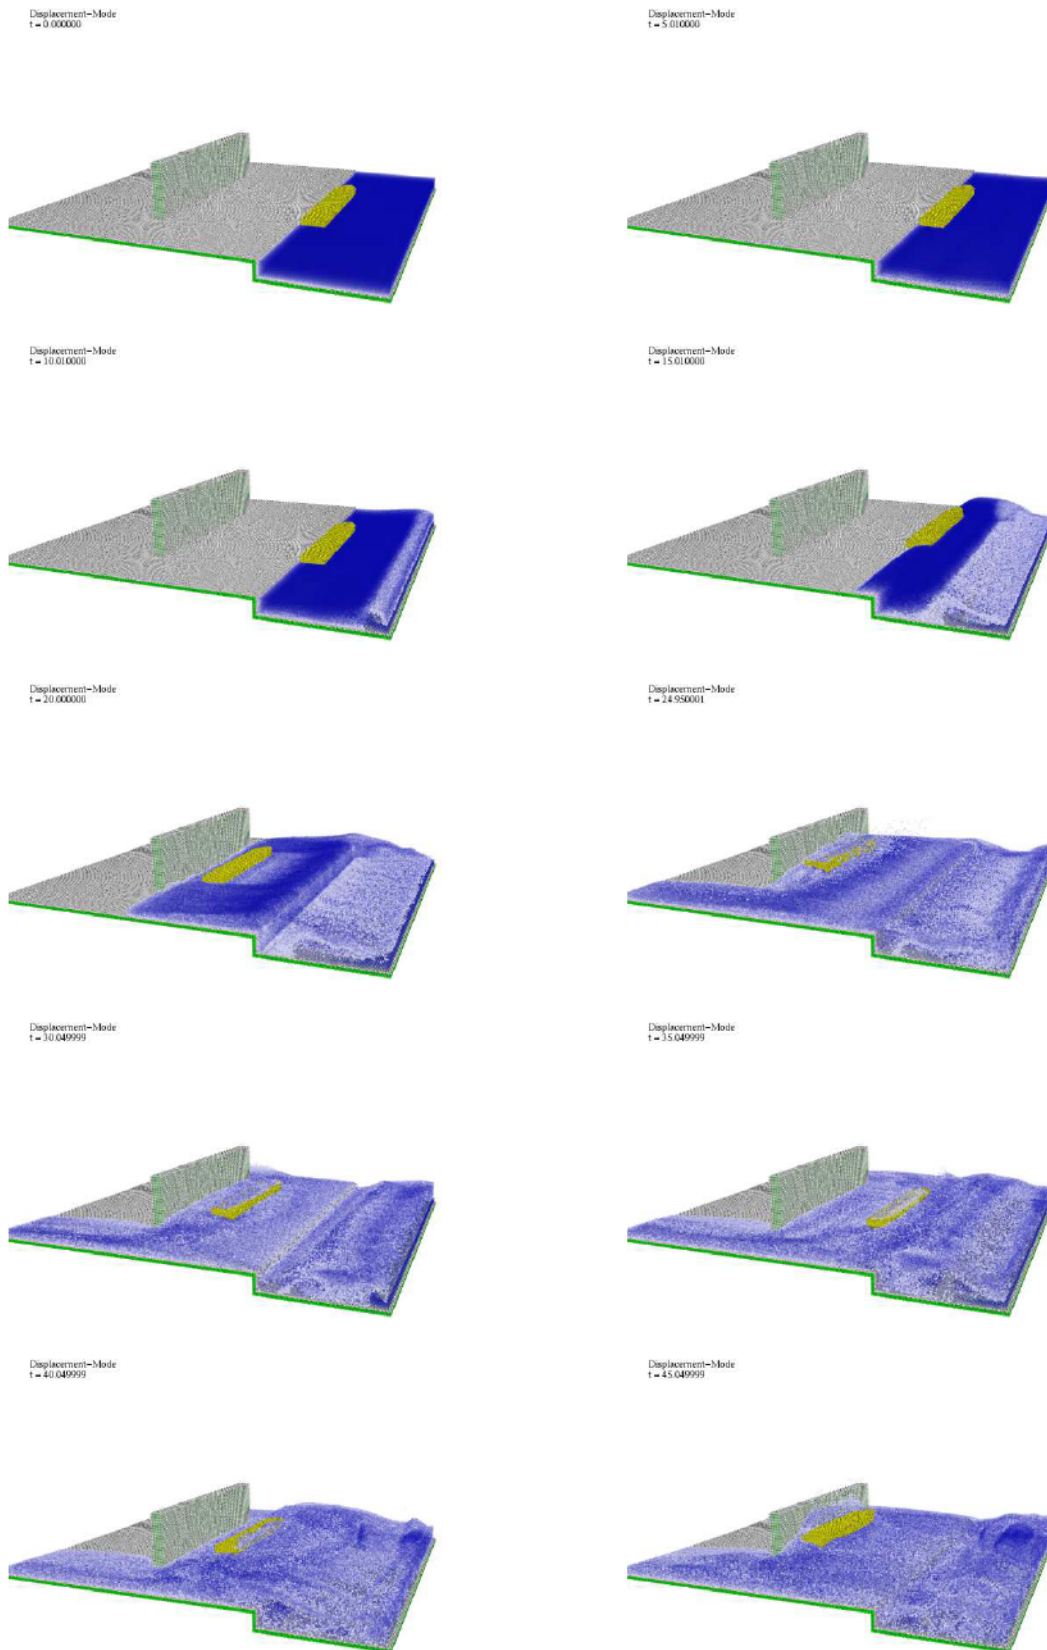 Displacement-Mode
t = 0.000000
Displacement-Mode
t = 5.010000
Displacement-Mode
t = 10.010000
Displacement-Mode
t = 15.010000
Displacement-Mode
t = 20.000000
Displacement-Mode
t = 24.950001
Displacement-Mode
t = 30.049999
Displacement-Mode
t = 35.049999
Displacement-Mode
t = 40.049999
Displacement-Mode
t = 45.049999